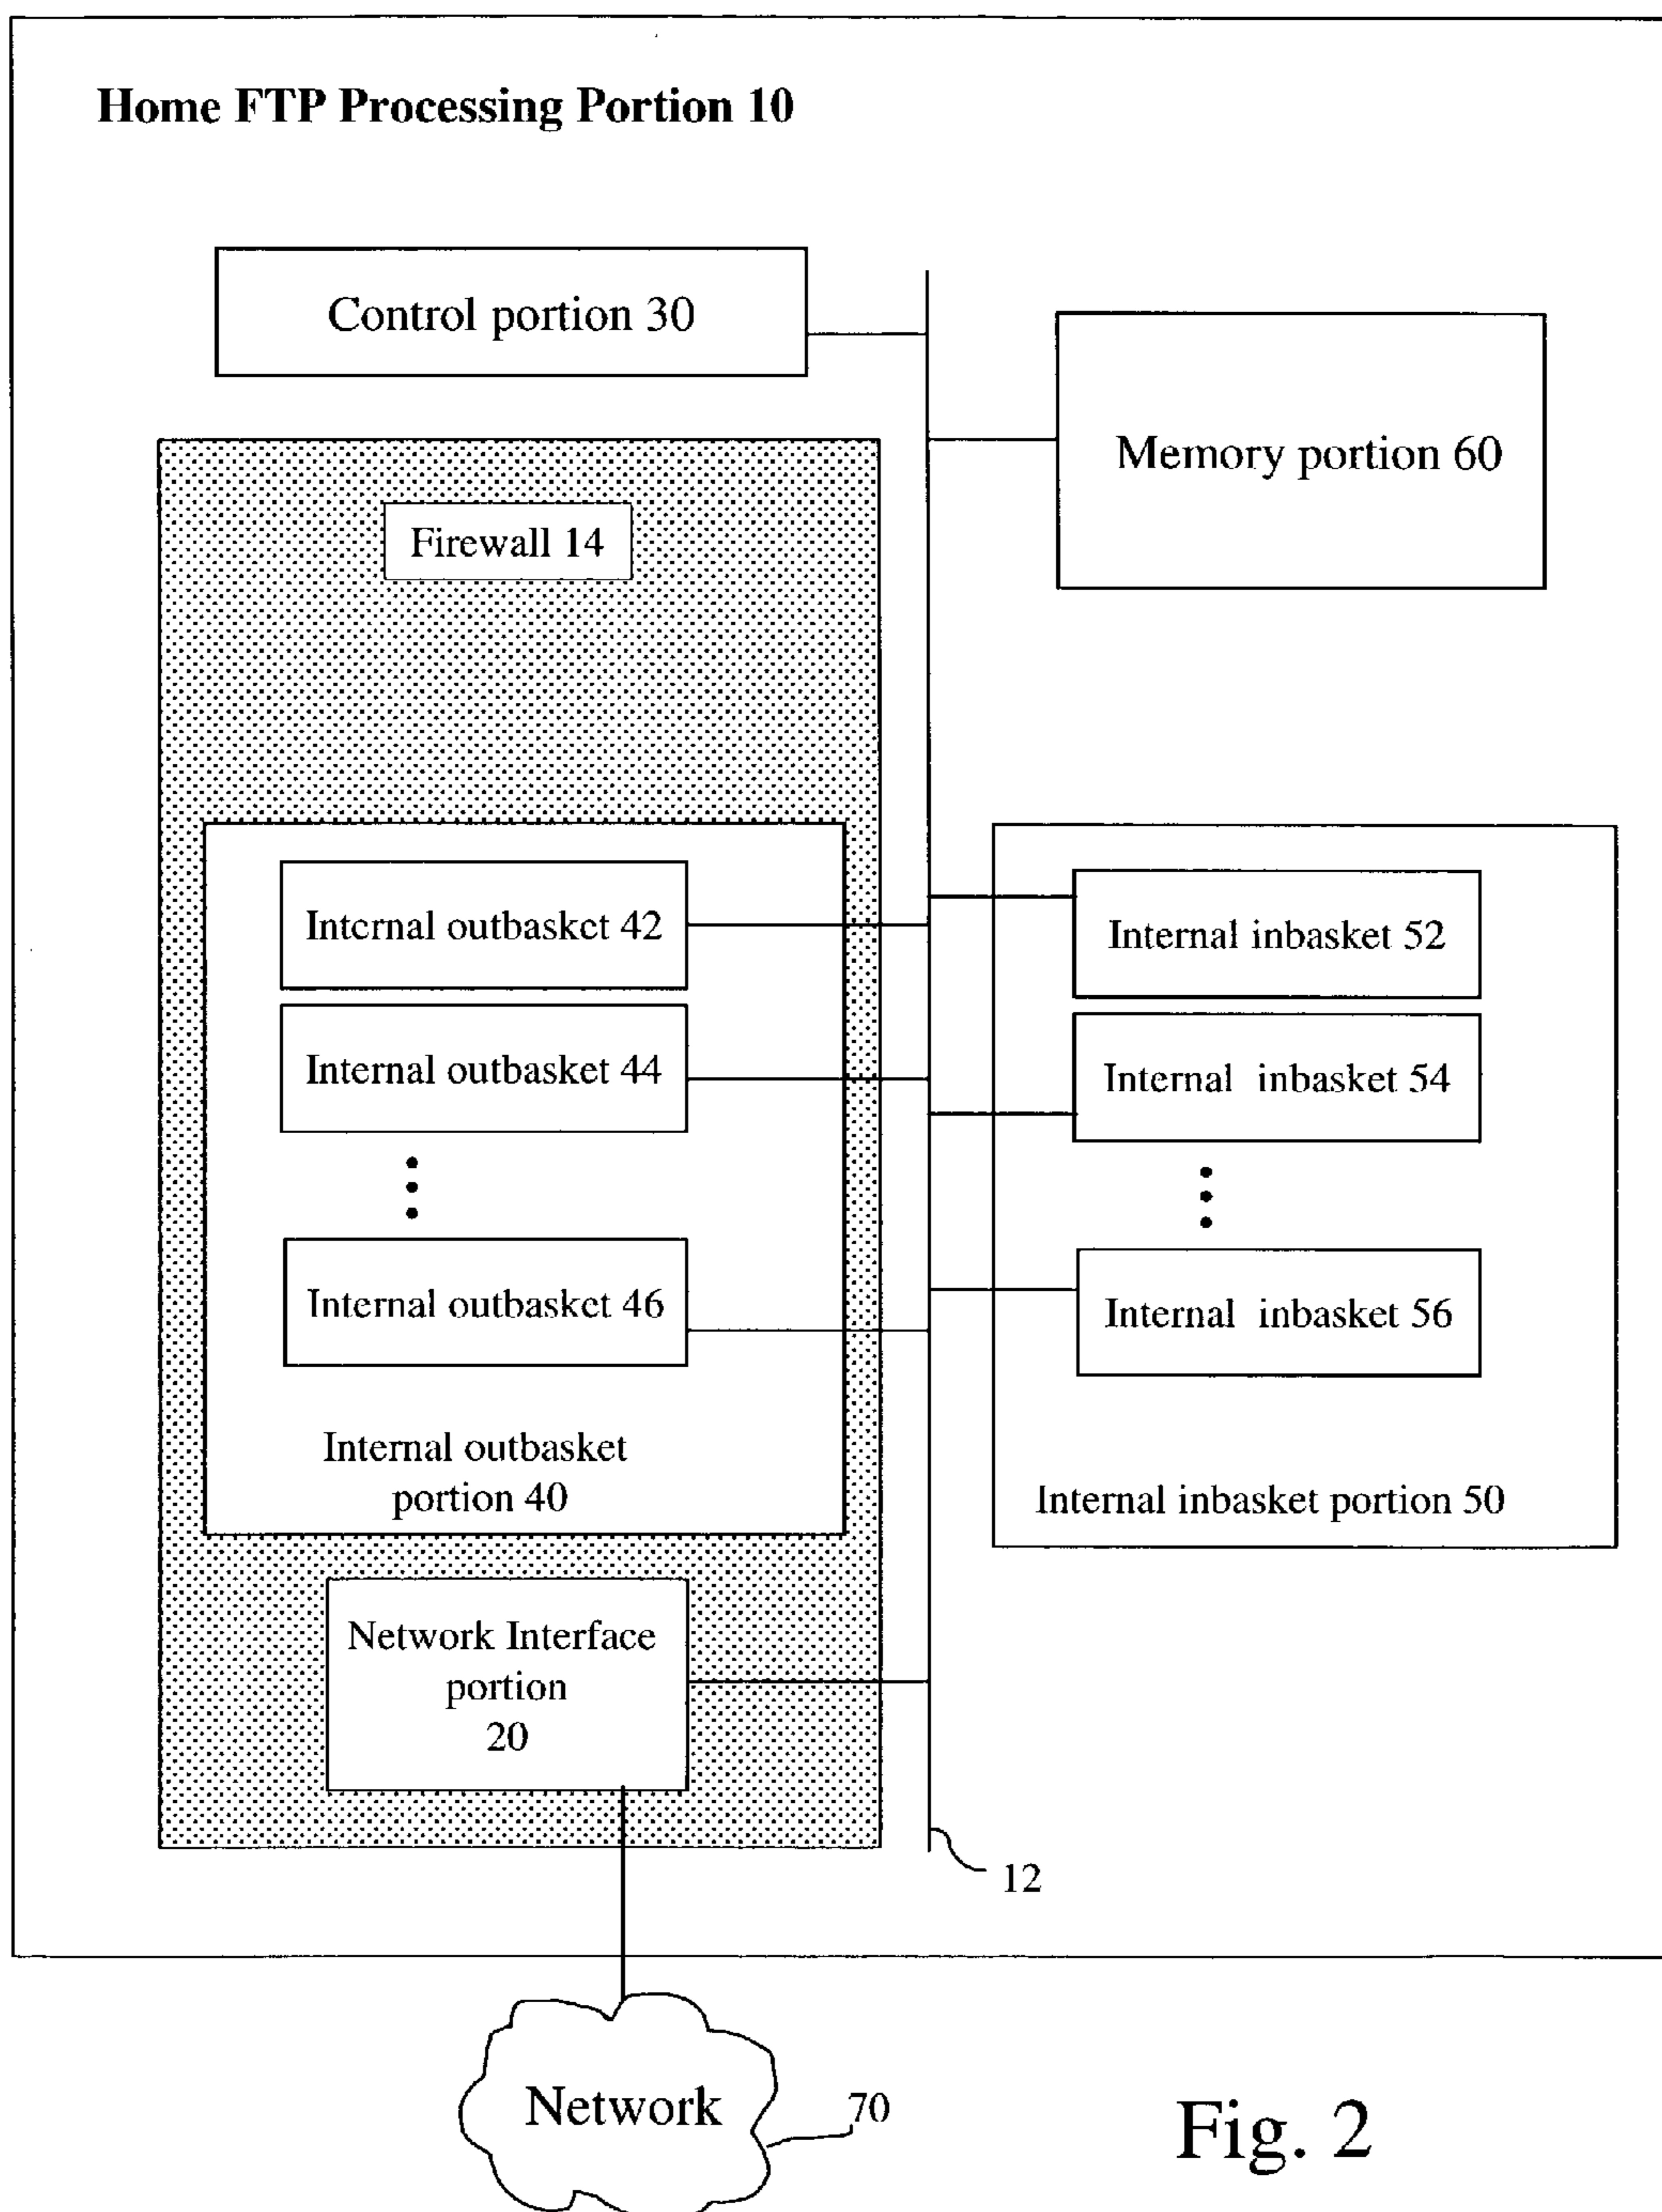 Home FTP Processing Portion 10
Control portion 30
Memory portion 60
Firewall 14
Internal outbasket 42
Internal inbasket 52
Internal outbasket 44
Internal inbasket 54
Internal outbasket 46
Internal inbasket 56
Internal outbasket
portion 40
Internal inbasket portion 50
Network Interface
portion
20
12
Network
70
Fig. 2